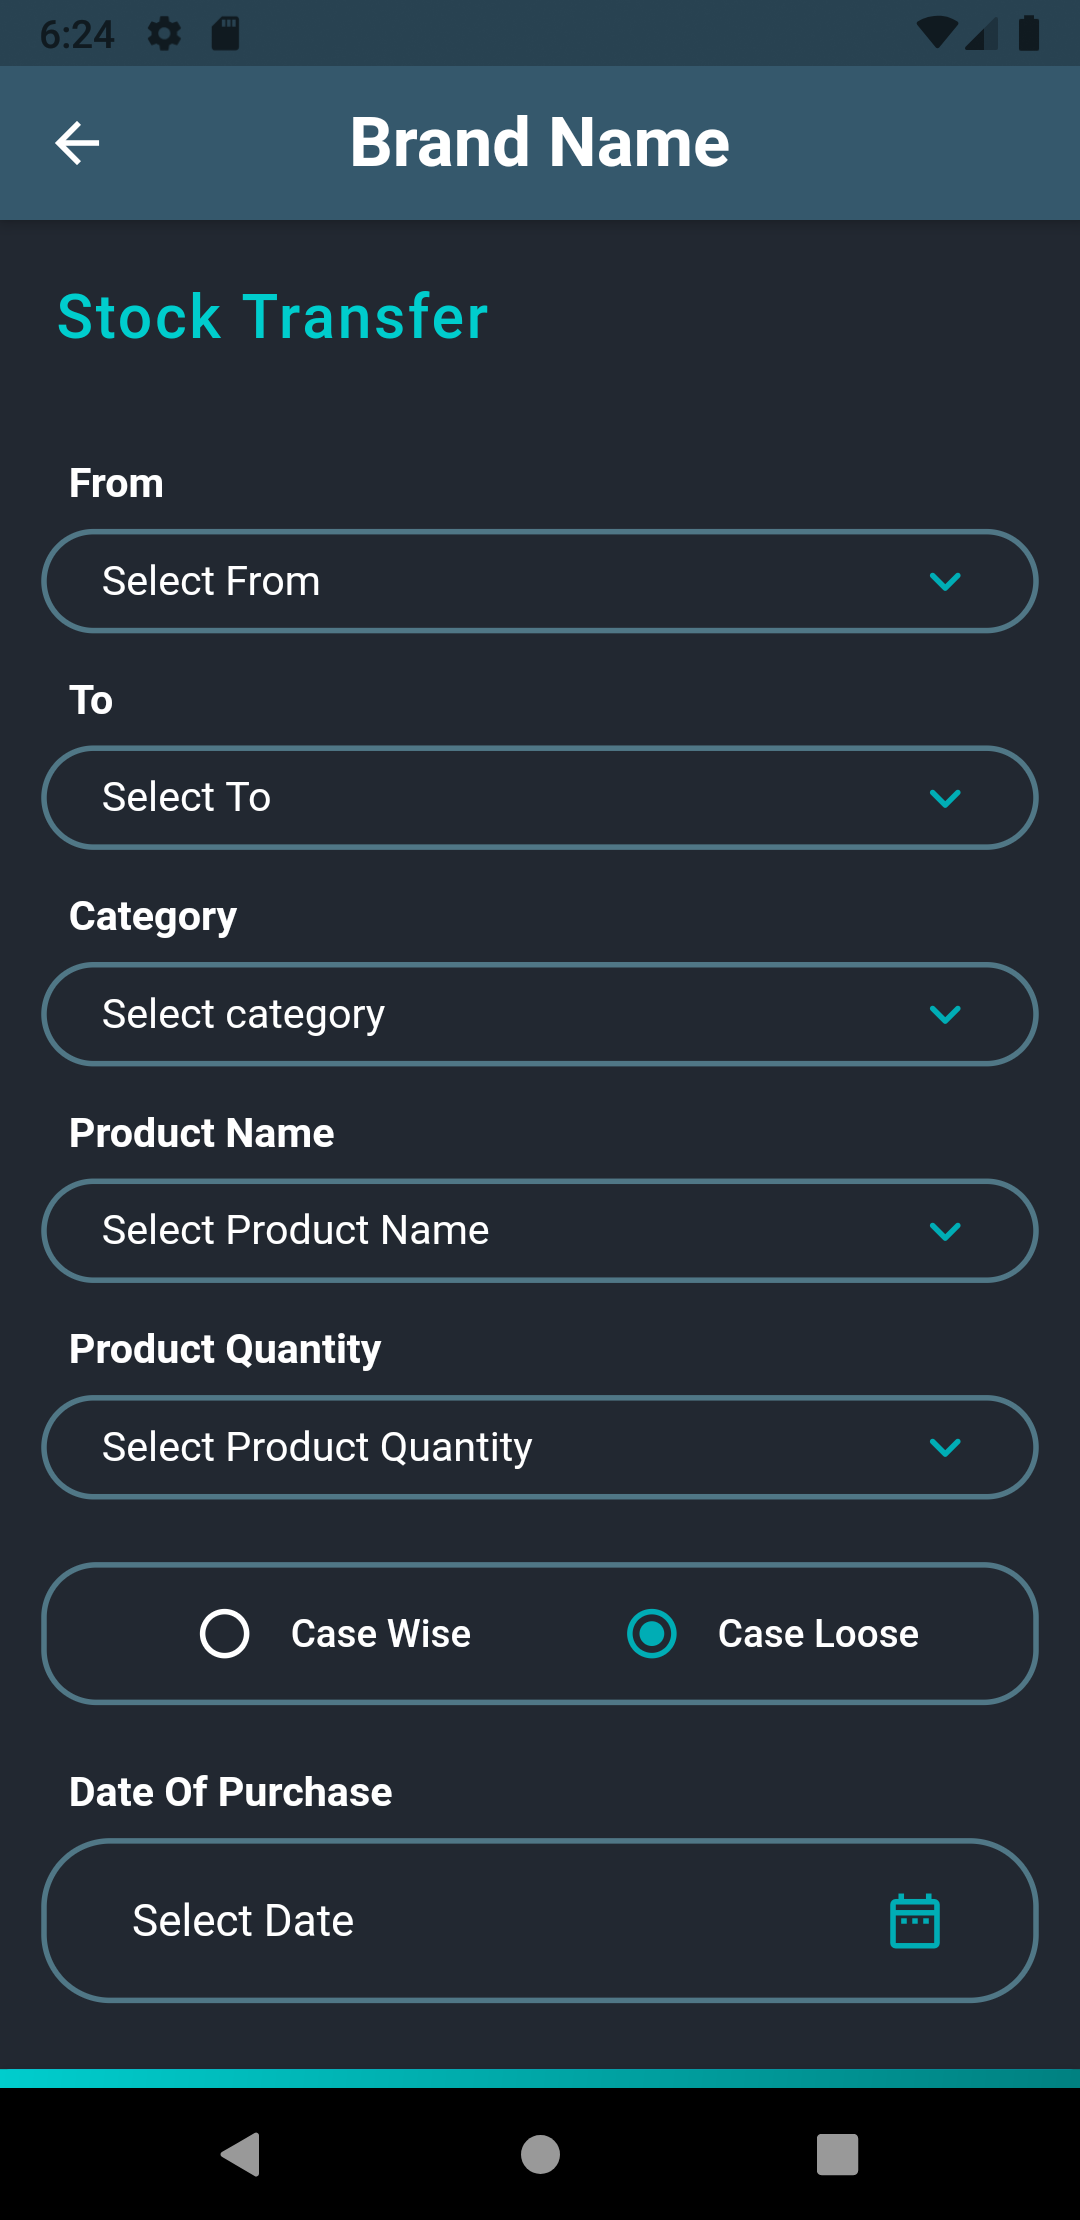 6:24
Brand Name
Stock Transfer
From
Select From
To
Select To
Category
Select category
Product Name
Select Product Name
Product Quantity
Select Product Quantity
Case Wise Case Loose
Date Of Purchase
Select Date